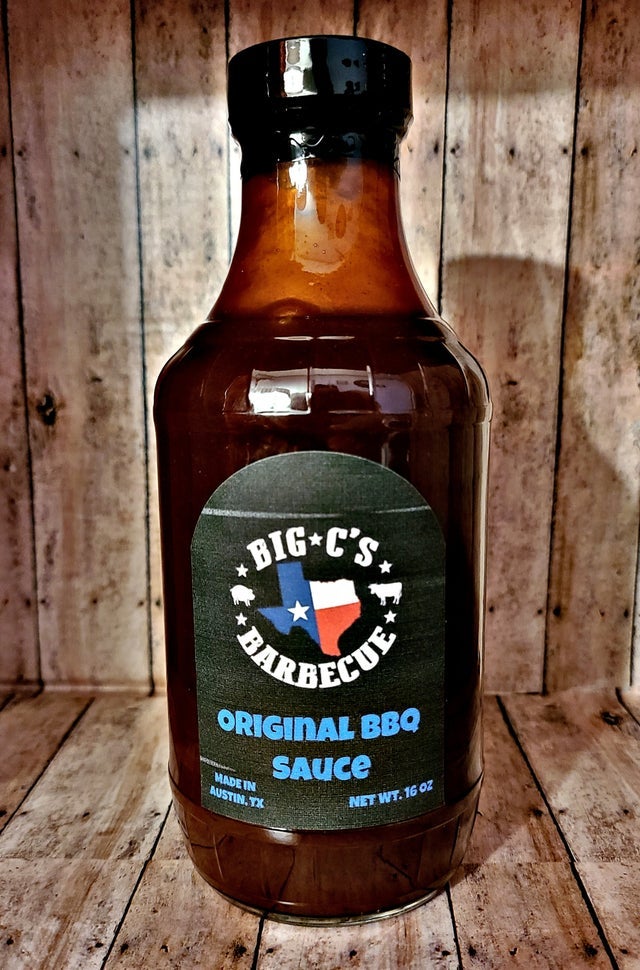 BIG★C'S
BARBECUE
ORIGINAL BBQ
SAUCE
MADE IN
AUSTIN, TX
NET WT. 16 OZ